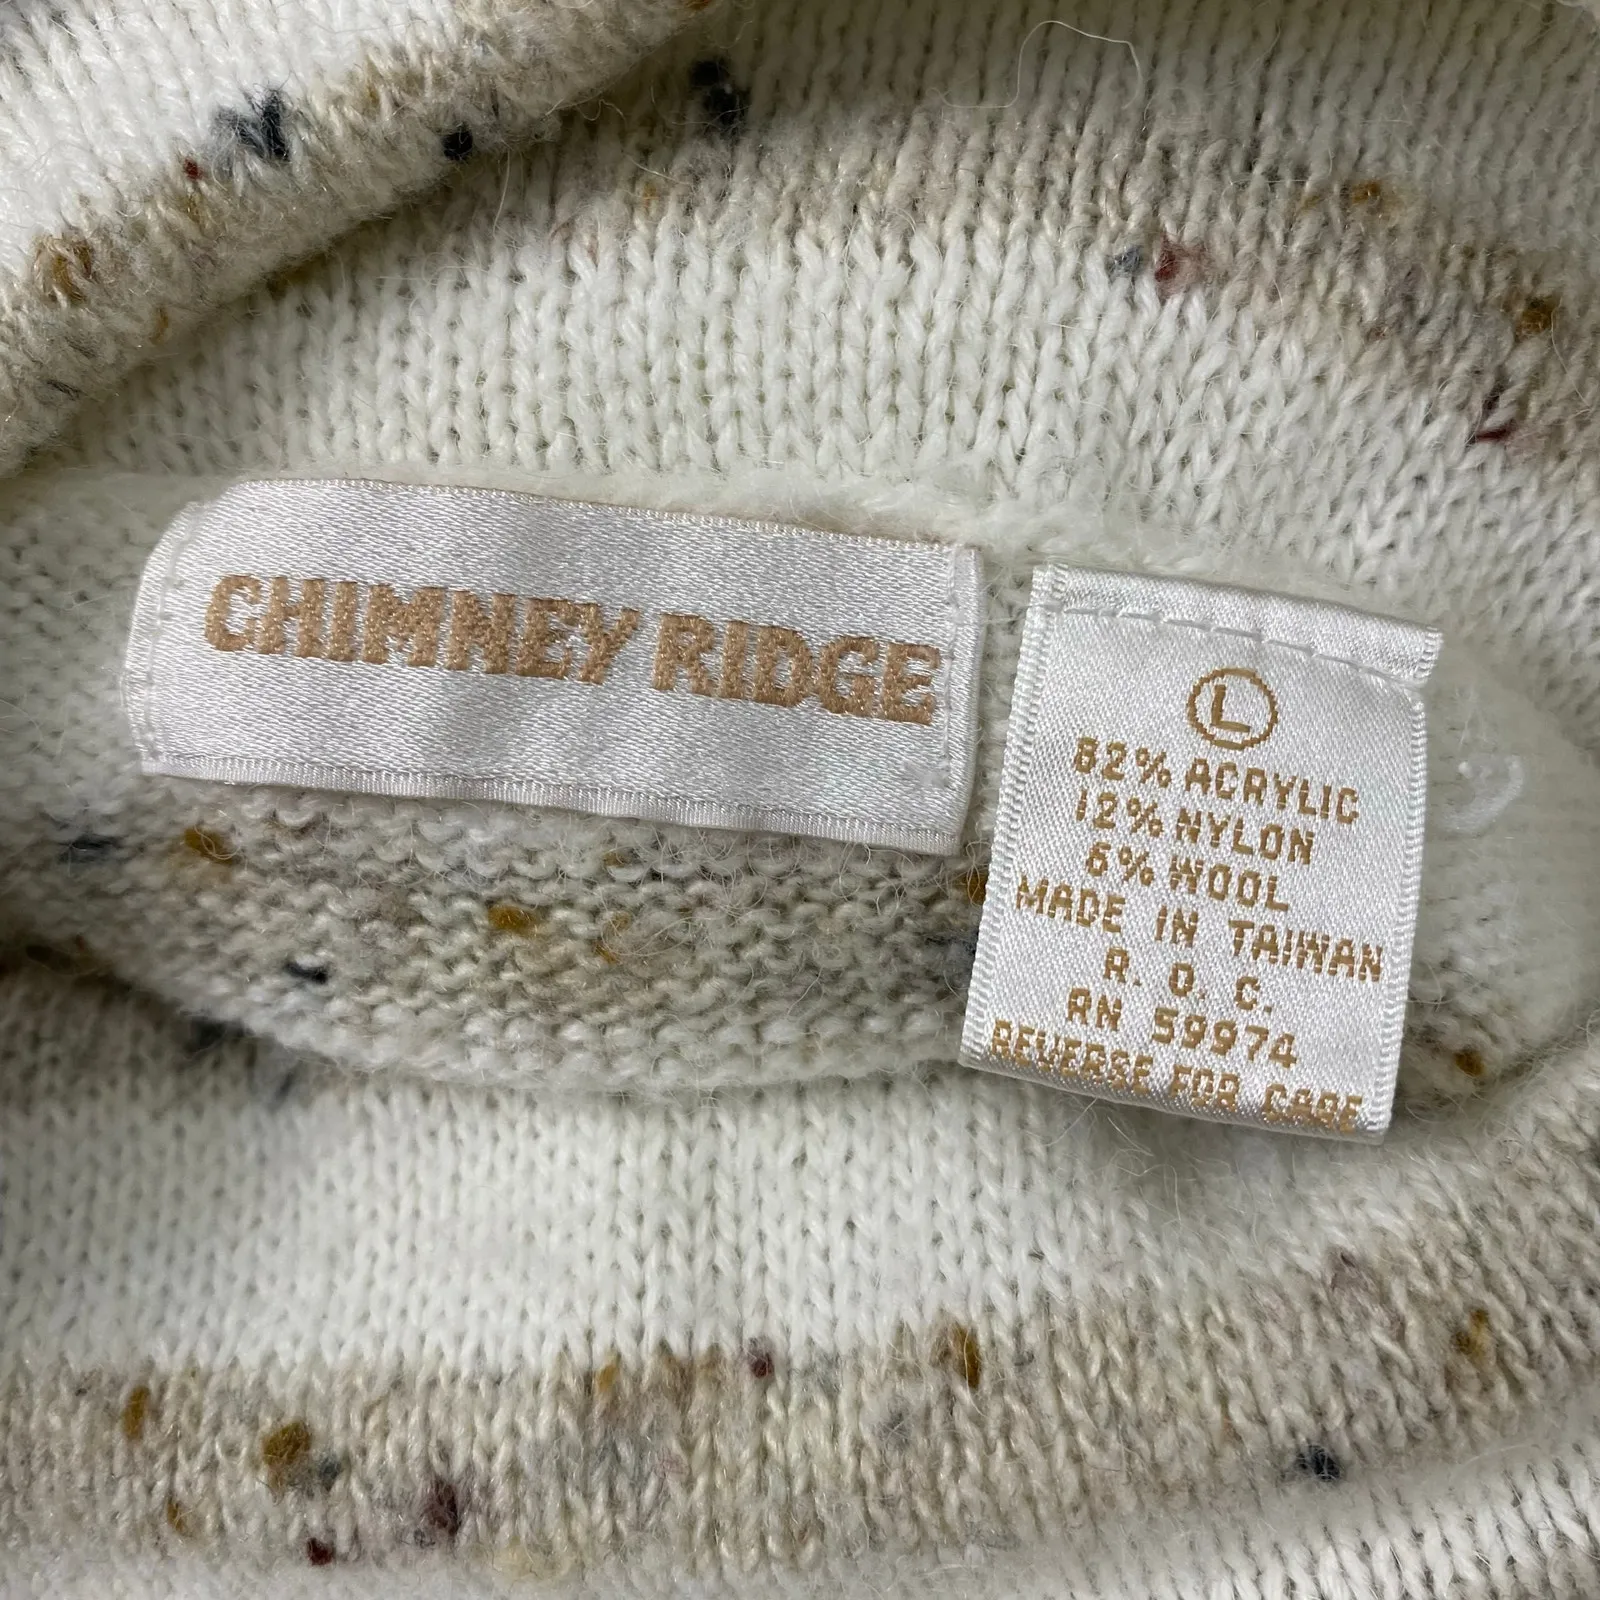 CHIMNEY RIDGE
L
82% ACRYLIC
12% NYLON
6% WOOL
MADE IN TAIWAN
R. O. C.
RN 59974
REVERSE FOR CARE